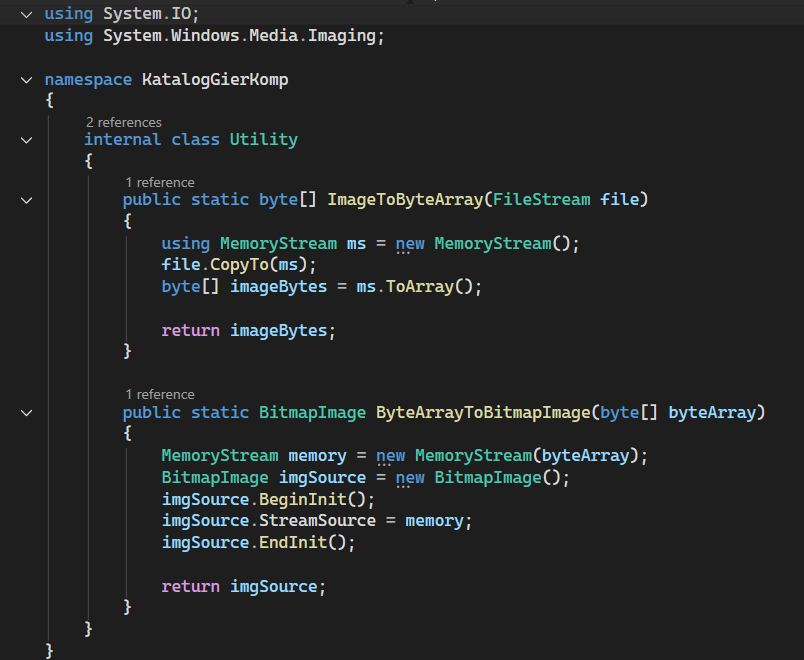 using System.IO;
using System.Windows.Media.Imaging;
namespace KatalogGierKomp
{
2 references
internal class Utility
{
1 reference
public static byte[] ImageToByteArray(FileStream file)
{
using MemoryStream ms = new MemoryStream();
file.CopyTo(ms);
byte[] imageBytes = ms.ToArray();
return imageBytes;
}
1 reference
public static BitmapImage ByteArrayToBitmapImage(byte[] byteArray)
{
MemoryStream memory = new MemoryStream(byteArray);
BitmapImage imgSource = new BitmapImage();
imgSource.BeginInit();
imgSource.StreamSource = memory;
imgSource.EndInit();
return imgSource;
}
}
}